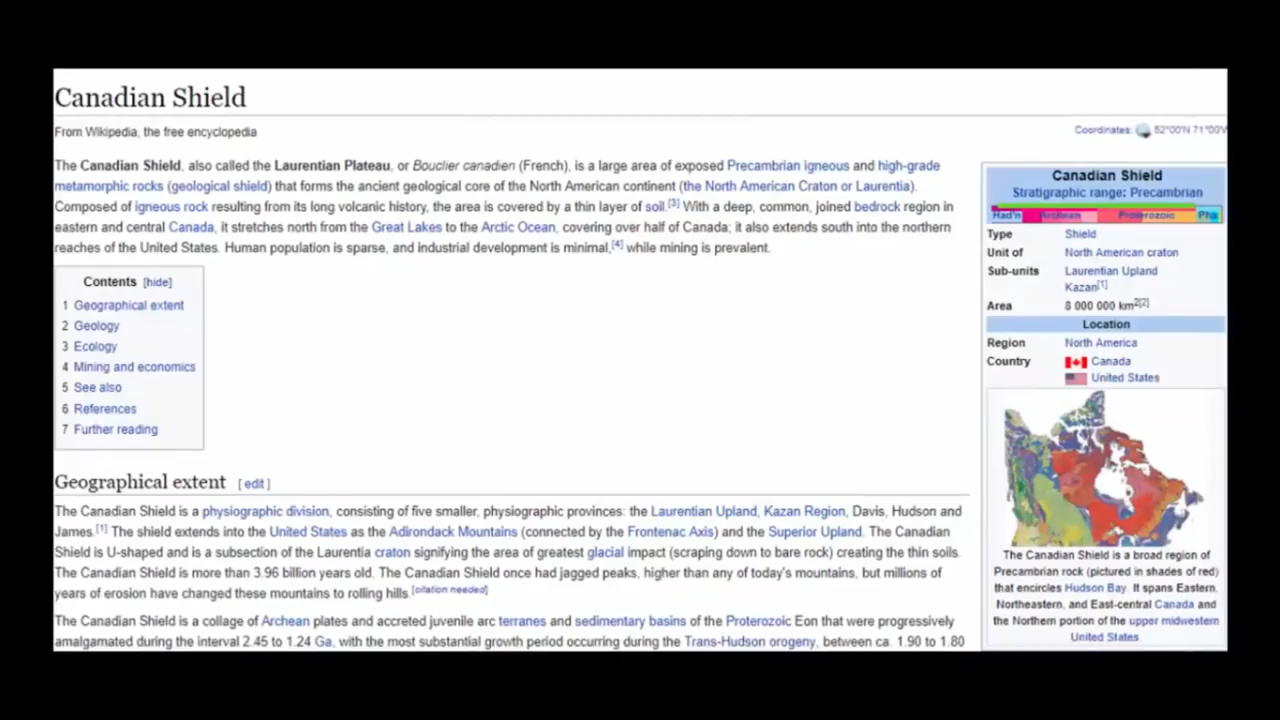 Canadian Shield
From Wikipedia, the free encyclopedia
Coordinates: 52°00'N 71°00'W
The Canadian Shield, also called the Laurentian Plateau, or Bouclier canadien (French), is a large area of exposed Precambrian igneous and high-grade
metamorphic rocks (geological shield) that forms the ancient geological core of the North American continent (the North American Craton or Laurentia).
Composed of igneous rock resulting from its long volcanic history, the area is covered by a thin layer of soil.[3] With a deep, common, joined bedrock region in
eastern and central Canada, it stretches north from the Great Lakes to the Arctic Ocean, covering over half of Canada; it also extends south into the northern
reaches of the United States. Human population is sparse, and industrial development is minimal,[4] while mining is prevalent.
Contents [hide]
1 Geographical extent
2 Geology
3 Ecology
4 Mining and economics
5 See also
6 References
7 Further reading
Geographical extent [ edit ]
The Canadian Shield is a physiographic division, consisting of five smaller, physiographic provinces: the Laurentian Upland, Kazan Region, Davis, Hudson and
James.[1] The shield extends into the United States as the Adirondack Mountains (connected by the Frontenac Axis) and the Superior Upland. The Canadian
Shield is U-shaped and is a subsection of the Laurentia craton signifying the area of greatest glacial impact (scraping down to bare rock) creating the thin soils.
The Canadian Shield is more than 3.96 billion years old. The Canadian Shield once had jagged peaks, higher than any of today's mountains, but millions of
years of erosion have changed these mountains to rolling hills.[citation needed]
The Canadian Shield is a collage of Archean plates and accreted juvenile arc terranes and sedimentary basins of the Proterozoic Eon that were progressively
amalgamated during the interval 2.45 to 1.24 Ga, with the most substantial growth period occurring during the Trans-Hudson orogeny, between ca. 1.90 to 1.80
Canadian Shield
Stratigraphic range: Precambrian
Had'n Archean Proterozoic Pha
Type Shield
Unit of North American craton
Sub-units Laurentian Upland
Kazan[1]
Area 8 000 000 km2[2]
Location
Region North America
Country Canada
United States
The Canadian Shield is a broad region of
Precambrian rock (pictured in shades of red)
that encircles Hudson Bay. It spans Eastern,
Northeastern, and East-central Canada and
the Northern portion of the upper midwestern
United States.